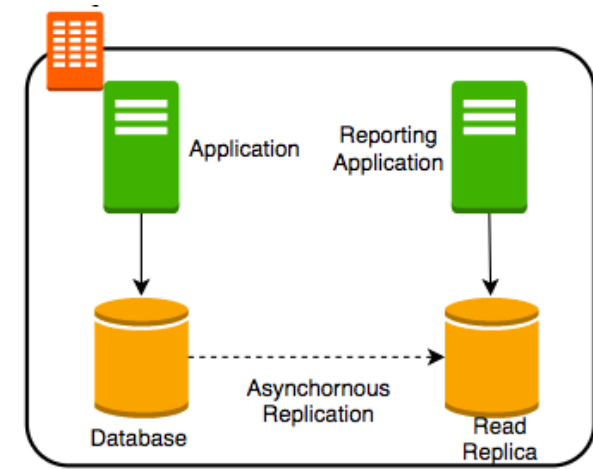 Application
Reporting
Application
Asynchornous
Replication
Database
Read
Replica